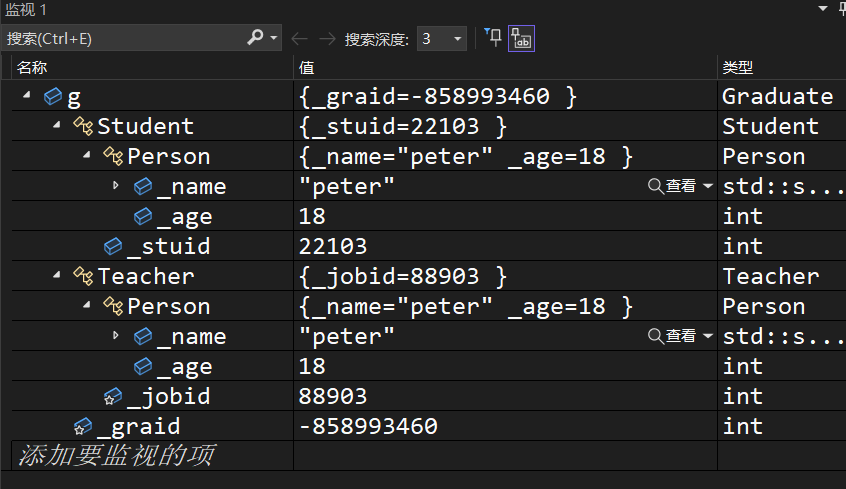 监视 1
搜索(Ctrl+E) 搜索深度: 3
名称 值 类型
g {_graid=-858993460 } Graduate
Student {_stuid=22103 } Student
Person {_name="peter" _age=18 } Person
_name "peter" 查看 std::s...
_age 18 int
_stuid 22103 int
Teacher {_jobid=88903 } Teacher
Person {_name="peter" _age=18 } Person
_name "peter" 查看 std::s...
_age 18 int
_jobid 88903 int
_graid -858993460 int
添加要监视的项